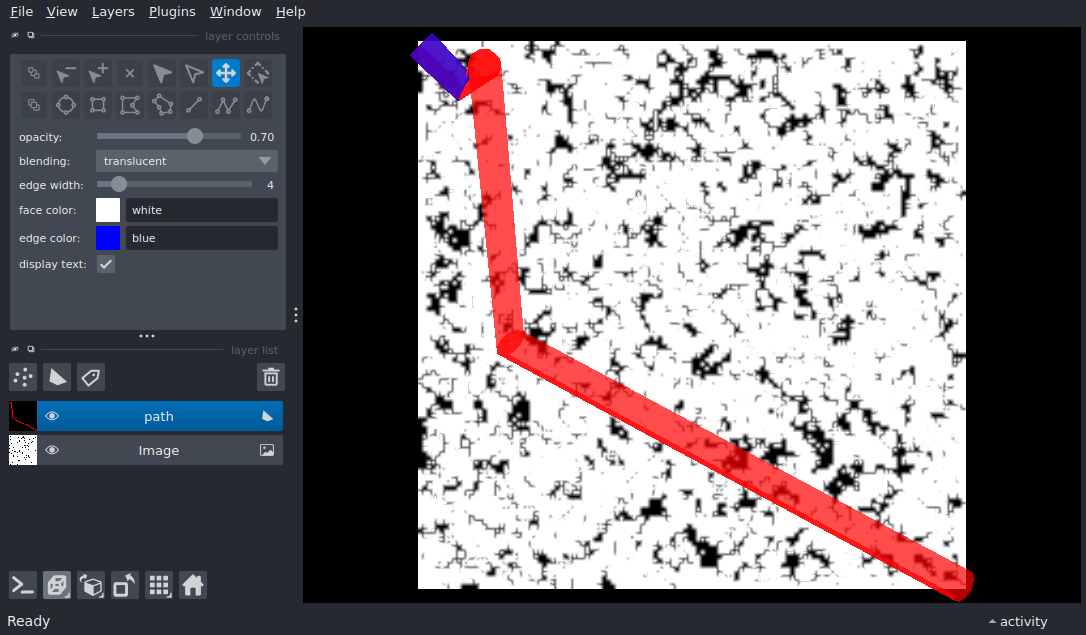 File View Layers Plugins Window Help
layer controls
opacity: 0.70
blending: translucent
edge width: 4
face color: white
edge color: blue
display text:
layer list
path
Image
Ready
activity